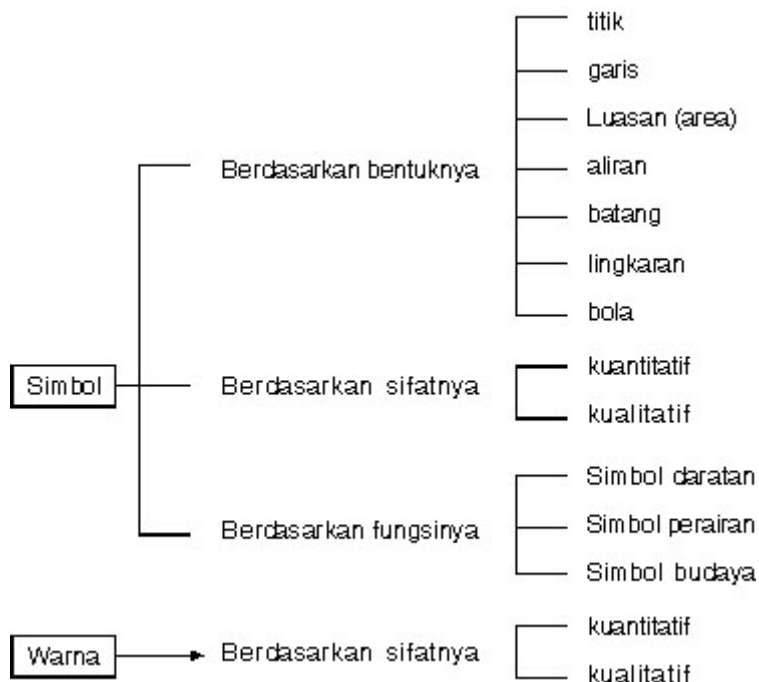 titik
garis
Luasan (area)
Berdasarkan bentuknya
aliran
batang
lingkaran
bola
Simbol
Berdasarkan sifatnya
kuantitatif
kualitatif
Berdasarkan fungsinya
Simbol daratan
Simbol perairan
Simbol budaya
Warna
Berdasarkan sifatnya
kuantitatif
kualitatif